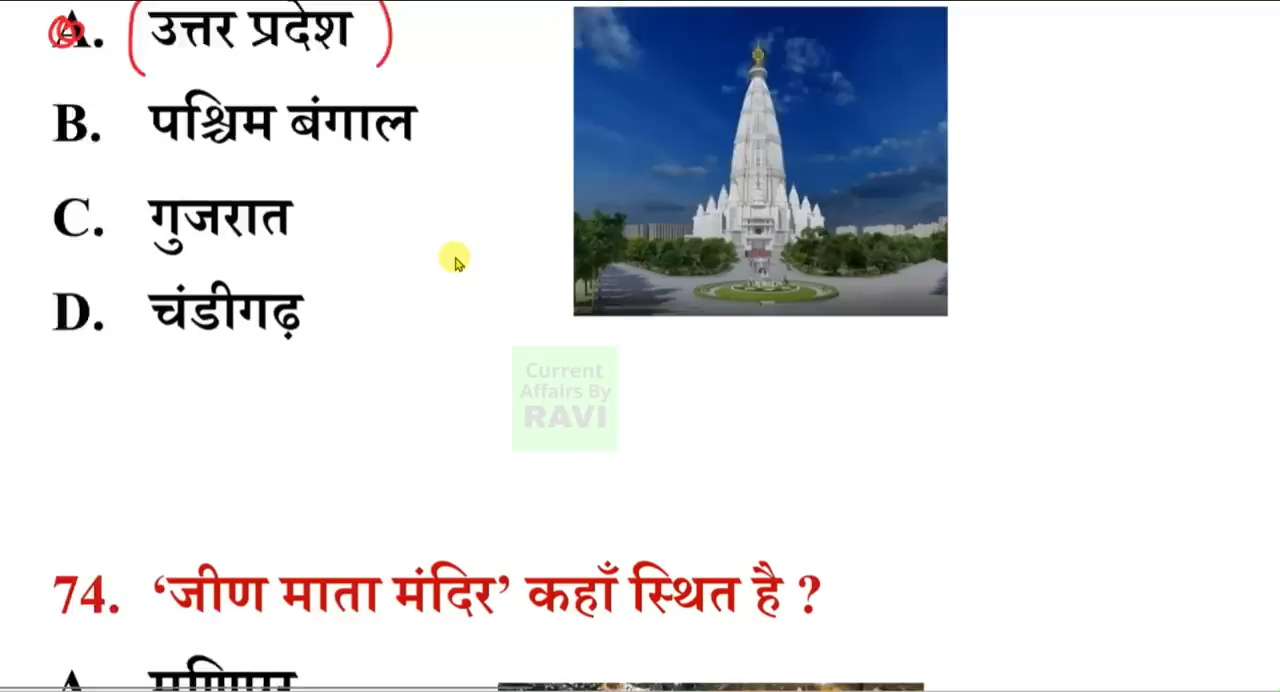 A. उत्तर प्रदेश
B. पश्चिम बंगाल
C. गुजरात
D. चंडीगढ़
Current
Affairs By
RAVI
74. ‘जीण माता मंदिर’ कहाँ स्थित है ?
A.